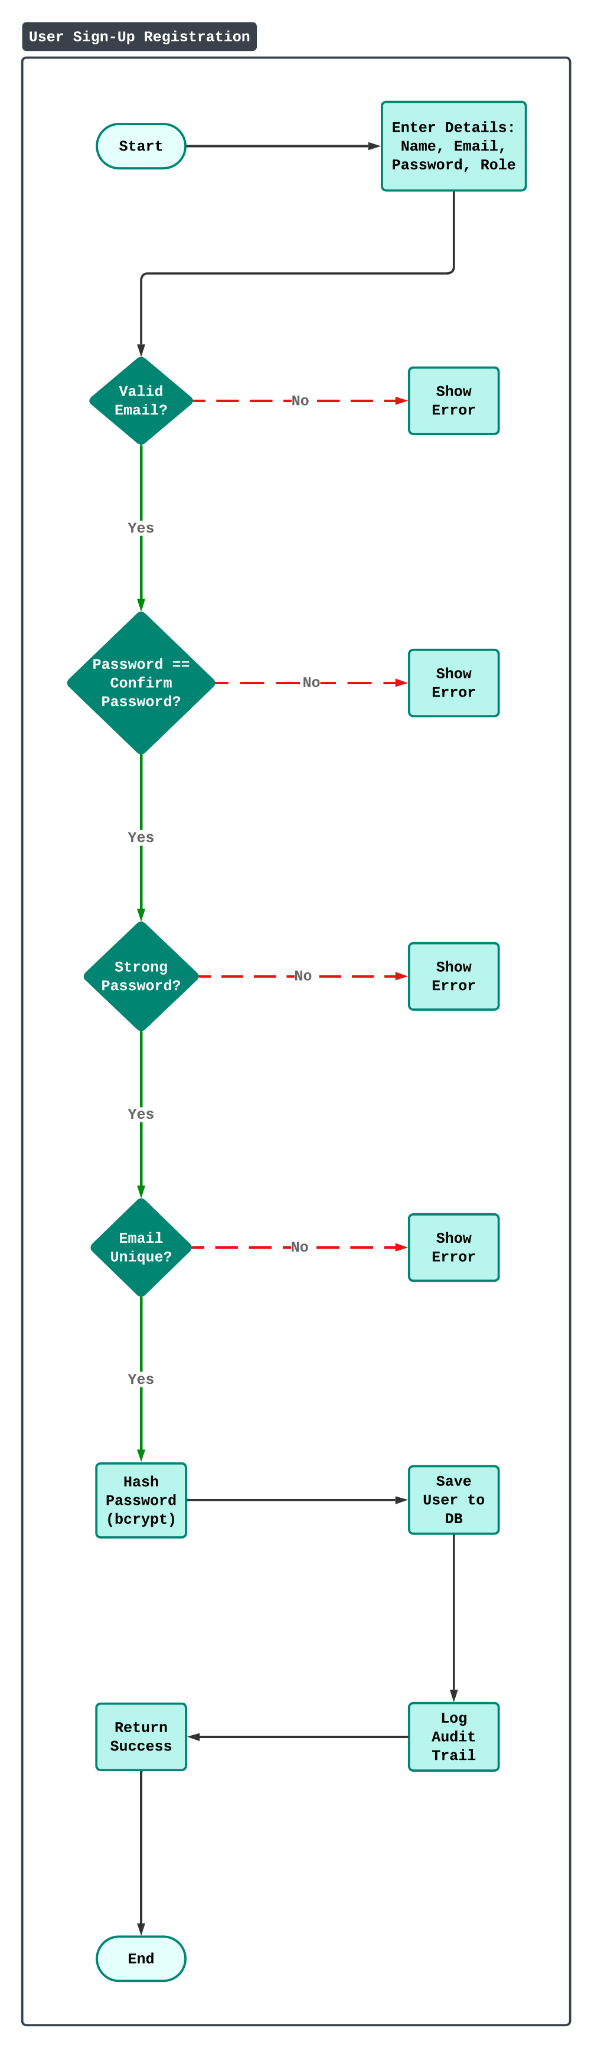 User Sign-Up Registration
Start
Enter Details:
Name, Email,
Password, Role
Valid
Email?
No
Show
Error
Yes
Password ==
Confirm
Password?
No
Show
Error
Yes
Strong
Password?
No
Show
Error
Yes
Email
Unique?
No
Show
Error
Yes
Hash
Password
(bcrypt)
Save
User to
DB
Log
Audit
Trail
Return
Success
End